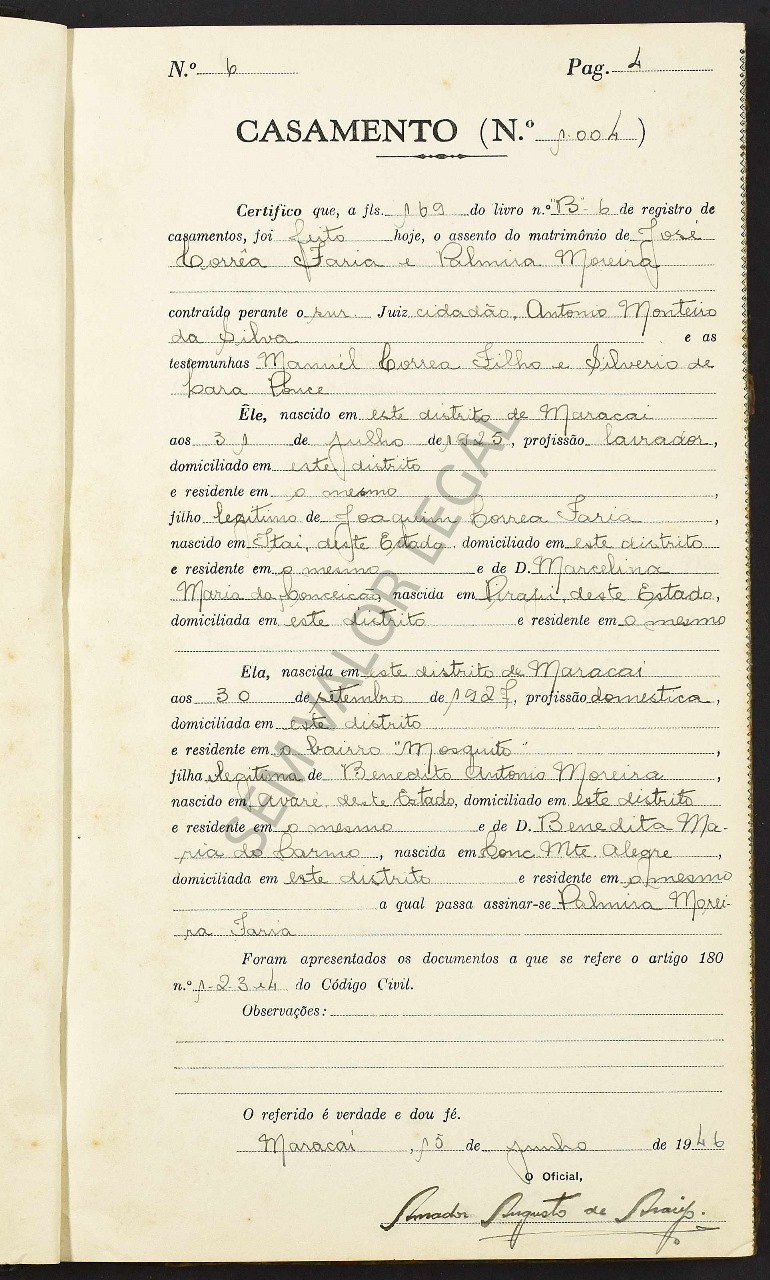 N.º 6 Pag. 4
CASAMENTO (N.º 1.004)
Certifico que, a fls. 169 do livro n.º "B"-6 de registro de
casamentos, foi feito hoje, o assento do matrimônio de José
Corrêa Faria e Palmira Moreira
contraído perante o snr. Juiz cidadão, Antonio Monteiro
da Silva e as
testemunhas Manuel Correa Filho e Silverio de
Lara Ponce
Êle, nascido em este distrito de Maracai
aos 31 de julho de 1925, profissão lavrador,
domiciliado em este distrito
e residente em o mesmo,
filho legitimo de Joaquim Correa Faria,
nascido em Itai, deste Estado, domiciliado em este distrito
e residente em o mesmo e de D. Marcelina
Maria da Conceicão, nascida em Piraju, deste Estado,
domiciliada em este distrito e residente em o mesmo
Ela, nascida em este distrito de Maracai
aos 30 de setembro de 1927, profissão domestica,
domiciliada em este distrito
e residente em o bairro "Mosquito",
filha legitima de Benedito Antonio Moreira,
nascido em Avaré, deste Estado, domiciliado em este distrito
e residente em o mesmo e de D. Benedita Ma-
ria do Carmo, nascida em Conc. Mte. Alegre,
domiciliada em este distrito e residente em o mesmo
a qual passa assinar-se Palmira Morei-
ra Faria
Foram apresentados os documentos a que se refere o artigo 180
n.º 1-2-3 e 4 do Código Civil.
Observações:
O referido é verdade e dou fé.
Maracai, 15 de junho de 1946
O Oficial,
Amador Augusto de Araujo.
SEM VALOR LEGAL